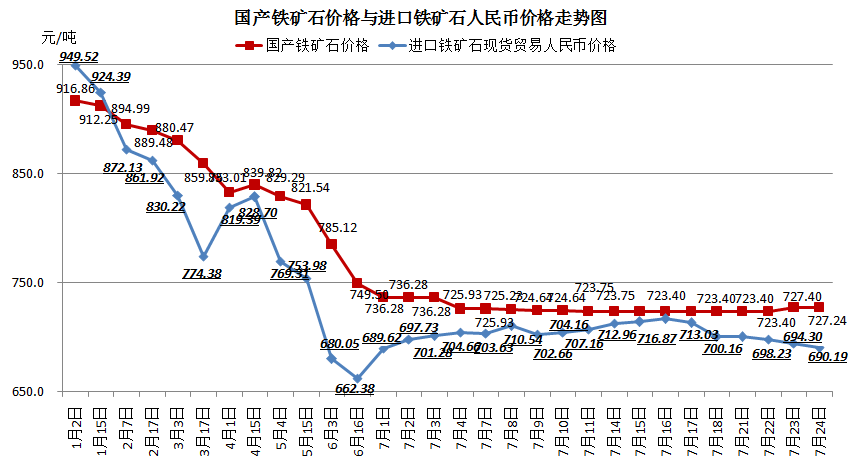 国产铁矿石价格与进口铁矿石人民币价格走势图
元/吨
国产铁矿石价格 进口铁矿石现货贸易人民币价格
950.0
850.0
750.0
650.0
916.86
912.25
894.99
889.48
880.47
833.01
839.82
829.29
821.54
785.12
749.50
736.28
736.28
736.28
725.93
725.93
725.23
724.64
724.64
723.75
723.75
723.40
723.40
723.40
723.40
727.40
727.24
949.52
924.39
872.13
861.92
830.22
774.38
819.39
828.70
769.31
753.98
680.05
662.38
689.62
697.73
701.28
704.66
703.63
710.54
702.66
704.16
707.16
712.96
716.87
713.03
700.16
698.23
694.30
690.19
1月2日
1月15日
2月7日
2月17日
3月3日
3月17日
4月1日
4月15日
5月4日
5月15日
6月3日
6月16日
7月1日
7月2日
7月3日
7月4日
7月7日
7月8日
7月9日
7月10日
7月11日
7月14日
7月15日
7月16日
7月17日
7月18日
7月21日
7月22日
7月23日
7月24日